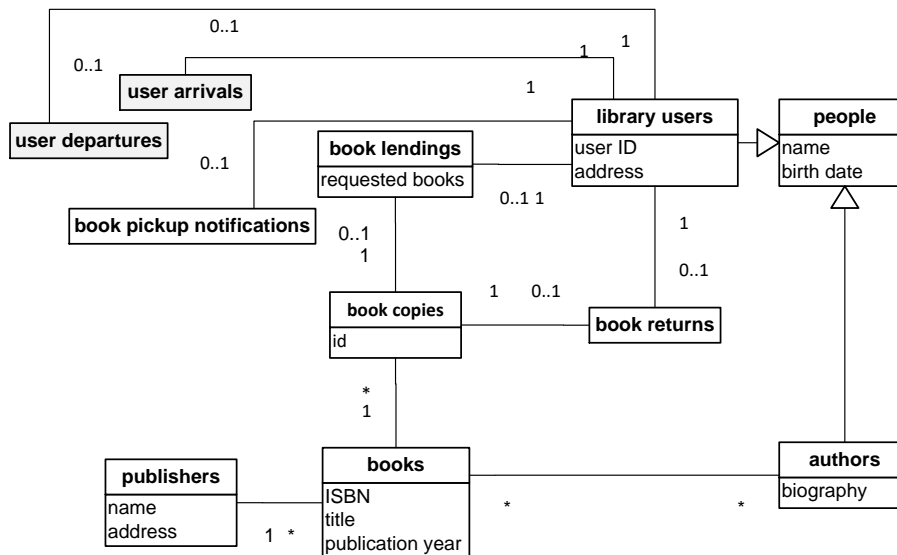 0..1
1
0..1
1
user arrivals
1
user departures
library users
user ID
address
people
name
birth date
book lendings
requested books
0..1
0..1 1
book pickup notifications
1
0..1
1
0..1
book copies
id
1 0..1
book returns
*
1
publishers
name
address
books
ISBN
title
publication year
authors
biography
1 *
*
*